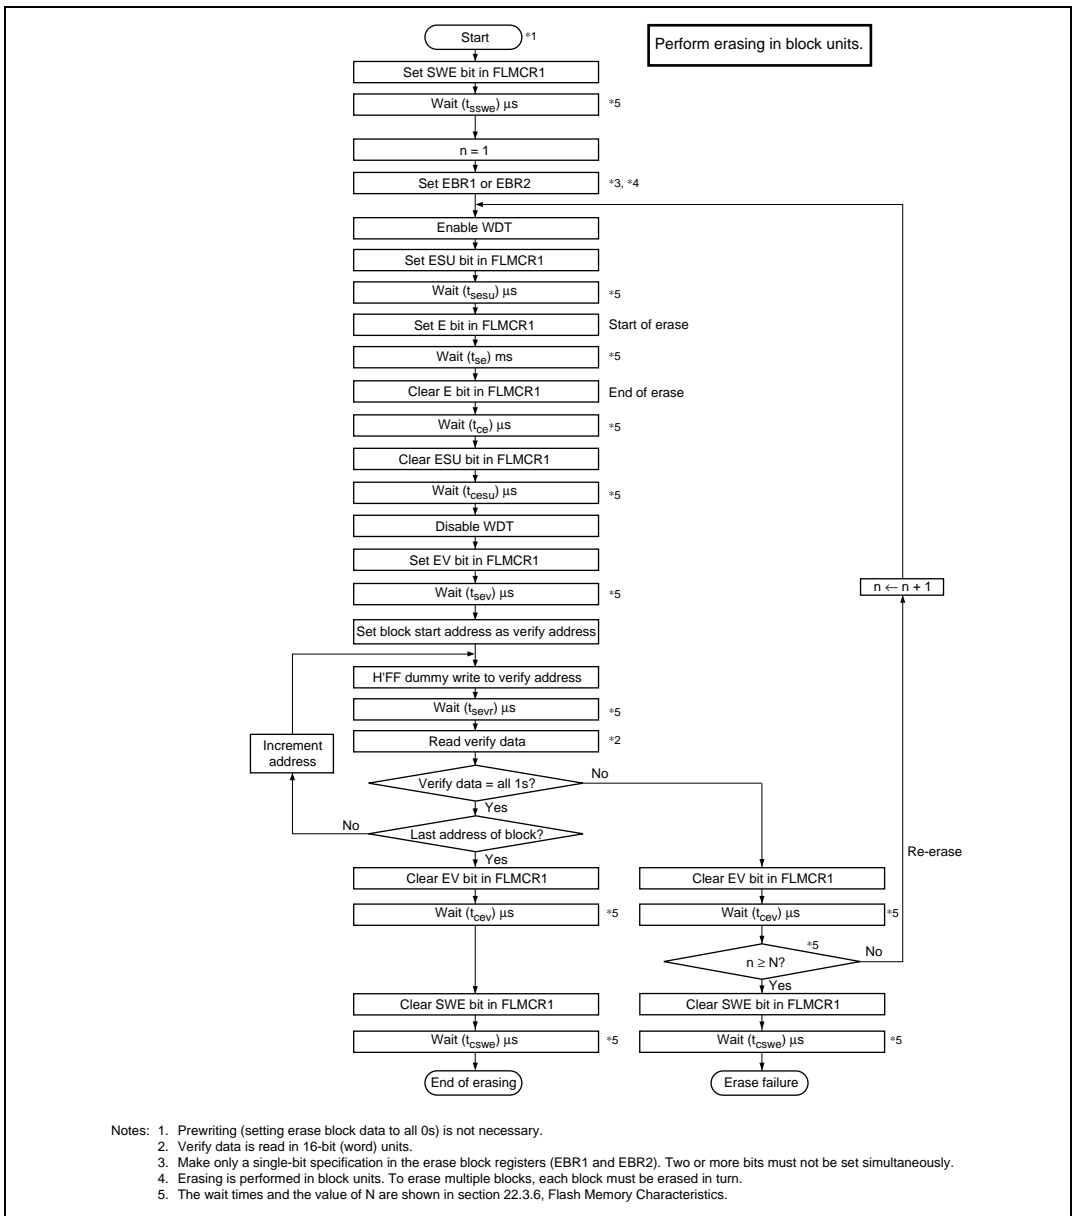 Start *1
Perform erasing in block units.
Set SWE bit in FLMCR1
Wait (tsswe) µs *5
n = 1
Set EBR1 or EBR2 *3, *4
Enable WDT
Set ESU bit in FLMCR1
Wait (tsesu) µs *5
Set E bit in FLMCR1 Start of erase
Wait (tse) ms *5
Clear E bit in FLMCR1 End of erase
Wait (tce) µs *5
Clear ESU bit in FLMCR1
Wait (tcesu) µs *5
Disable WDT
Set EV bit in FLMCR1
n ← n + 1
Wait (tsev) µs *5
Set block start address as verify address
H'FF dummy write to verify address
Wait (tsevr) µs *5
Increment
address
Read verify data *2
Verify data = all 1s? No
Yes
No Last address of block?
Yes
Re-erase
Clear EV bit in FLMCR1 Clear EV bit in FLMCR1
Wait (tcev) µs *5 Wait (tcev) µs *5
*5
n ≥ N? No
Yes
Clear SWE bit in FLMCR1 Clear SWE bit in FLMCR1
Wait (tcswe) µs *5 Wait (tcswe) µs *5
End of erasing Erase failure
Notes: 1. Prewriting (setting erase block data to all 0s) is not necessary.
2. Verify data is read in 16-bit (word) units.
3. Make only a single-bit specification in the erase block registers (EBR1 and EBR2). Two or more bits must not be set simultaneously.
4. Erasing is performed in block units. To erase multiple blocks, each block must be erased in turn.
5. The wait times and the value of N are shown in section 22.3.6, Flash Memory Characteristics.